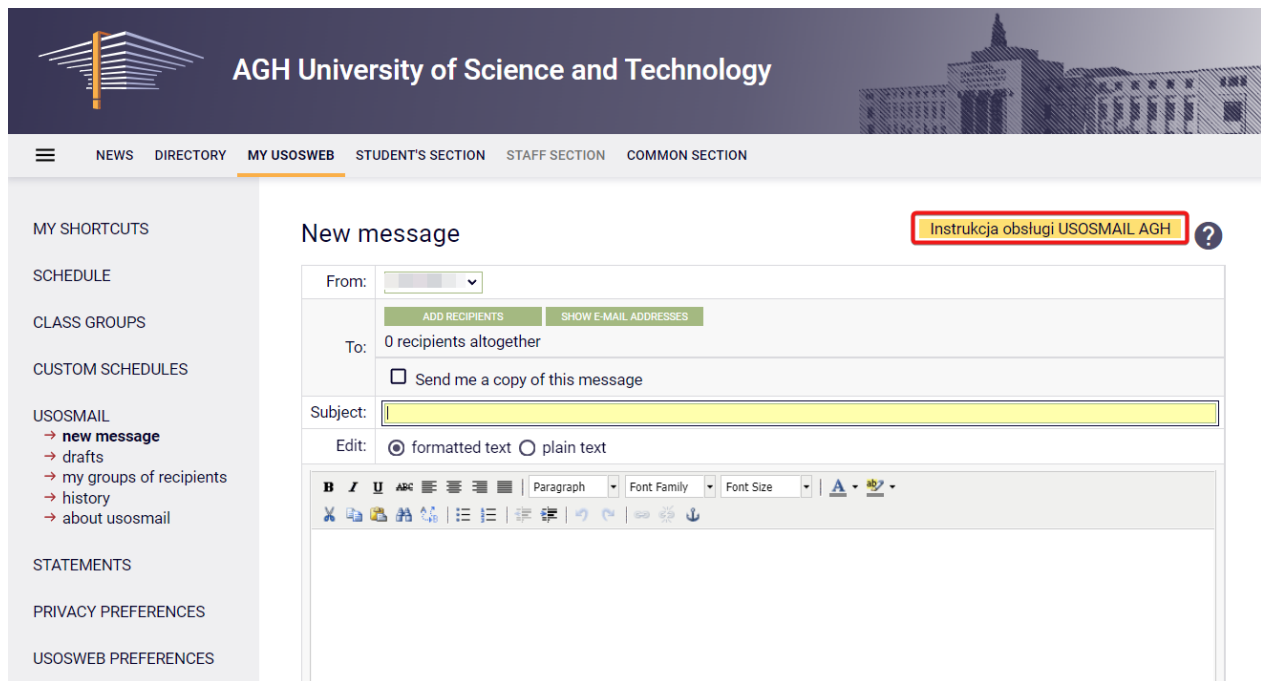 AGH University of Science and Technology
NEWS DIRECTORY MY USOSWEB STUDENT'S SECTION STAFF SECTION COMMON SECTION
MY SHORTCUTS
SCHEDULE
CLASS GROUPS
CUSTOM SCHEDULES
USOSMAIL
→ new message
→ drafts
→ my groups of recipients
→ history
→ about usosmail
STATEMENTS
PRIVACY PREFERENCES
USOSWEB PREFERENCES
New message
Instrukcja obsługi USOSMAIL AGH ?
From:
To:
ADD RECIPIENTS SHOW E-MAIL ADDRESSES
0 recipients altogether
Send me a copy of this message
Subject:
Edit: formatted text plain text
B I U ABC Paragraph Font Family Font Size A ab